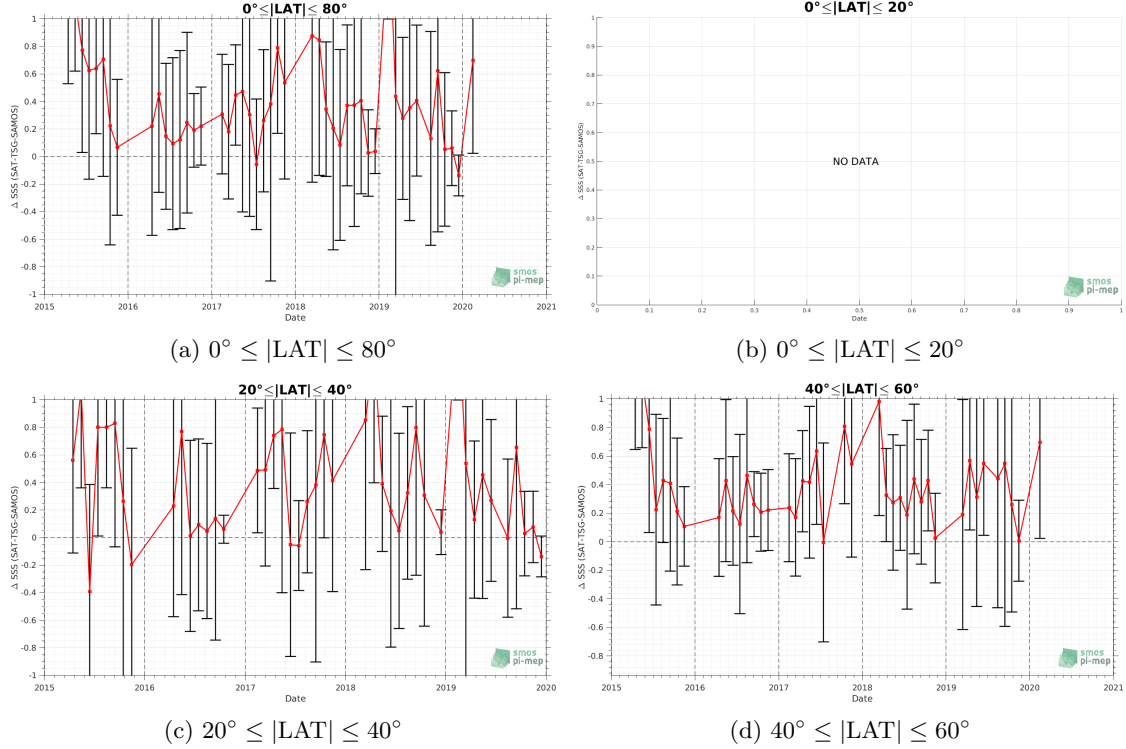 0°≤|LAT|≤ 80°
Δ SSS (SAT-TSG-SAMOS)
1
0.8
0.6
0.4
0.2
0
-0.2
-0.4
-0.6
-0.8
-1
2015 2016 2017 2018 2019 2020 2021
Date
smos
pi-mep
(a) 0° ≤ |LAT| ≤ 80°
0°≤|LAT|≤ 20°
Δ SSS (SAT-TSG-SAMOS)
1
0.9
0.8
0.7
0.6
0.5
0.4
0.3
0.2
0.1
0
NO DATA
0 0.1 0.2 0.3 0.4 0.5 0.6 0.7 0.8 0.9 1
Date
smos
pi-mep
(b) 0° ≤ |LAT| ≤ 20°
20°≤|LAT|≤ 40°
Δ SSS (SAT-TSG-SAMOS)
1
0.8
0.6
0.4
0.2
0
-0.2
-0.4
-0.6
-0.8
-1
2015 2016 2017 2018 2019 2020
Date
smos
pi-mep
(c) 20° ≤ |LAT| ≤ 40°
40°≤|LAT|≤ 60°
Δ SSS (SAT-TSG-SAMOS)
0.8
0.6
0.4
0.2
0
-0.2
-0.4
-0.6
-0.8
2015 2016 2017 2018 2019 2020 2021
Date
smos
pi-mep
(d) 40° ≤ |LAT| ≤ 60°